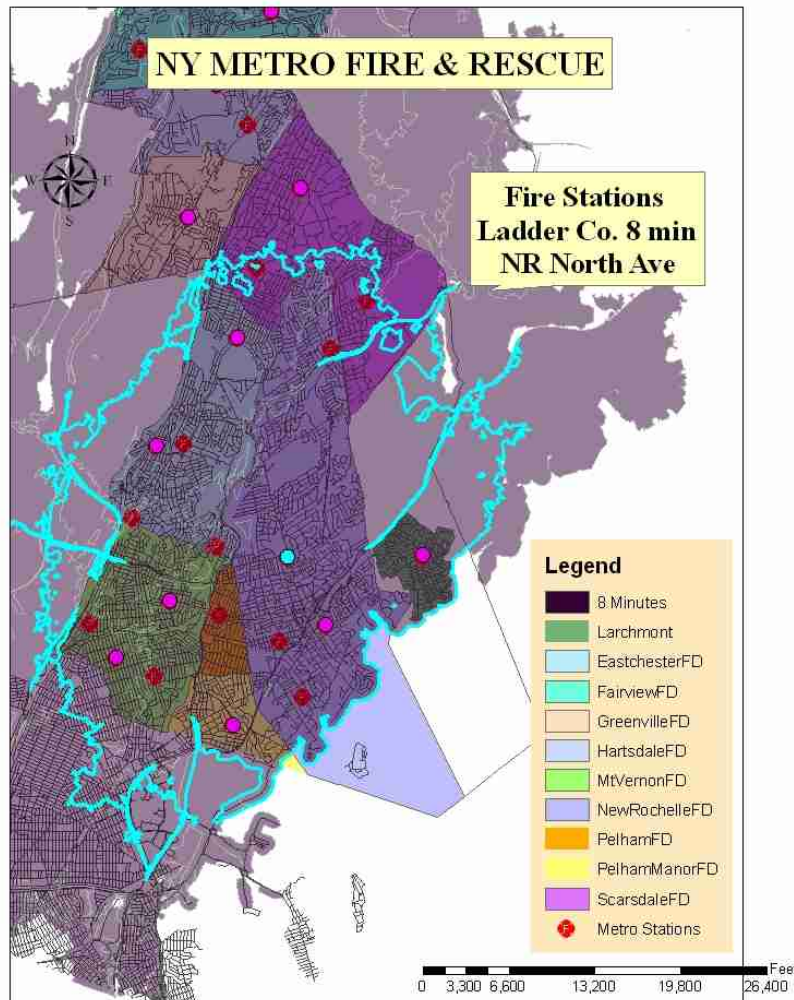 NY METRO FIRE & RESCUE
N
W E
S
Fire Stations
Ladder Co. 8 min
NR North Ave
Legend
8 Minutes
Larchmont
EastchesterFD
FairviewFD
GreenvilleFD
HartsdaleFD
MtVernonFD
NewRochelleFD
PelhamFD
PelhamManorFD
ScarsdaleFD
F Metro Stations
Fee
0 3,300 6,600 13,200 19,800 26,400